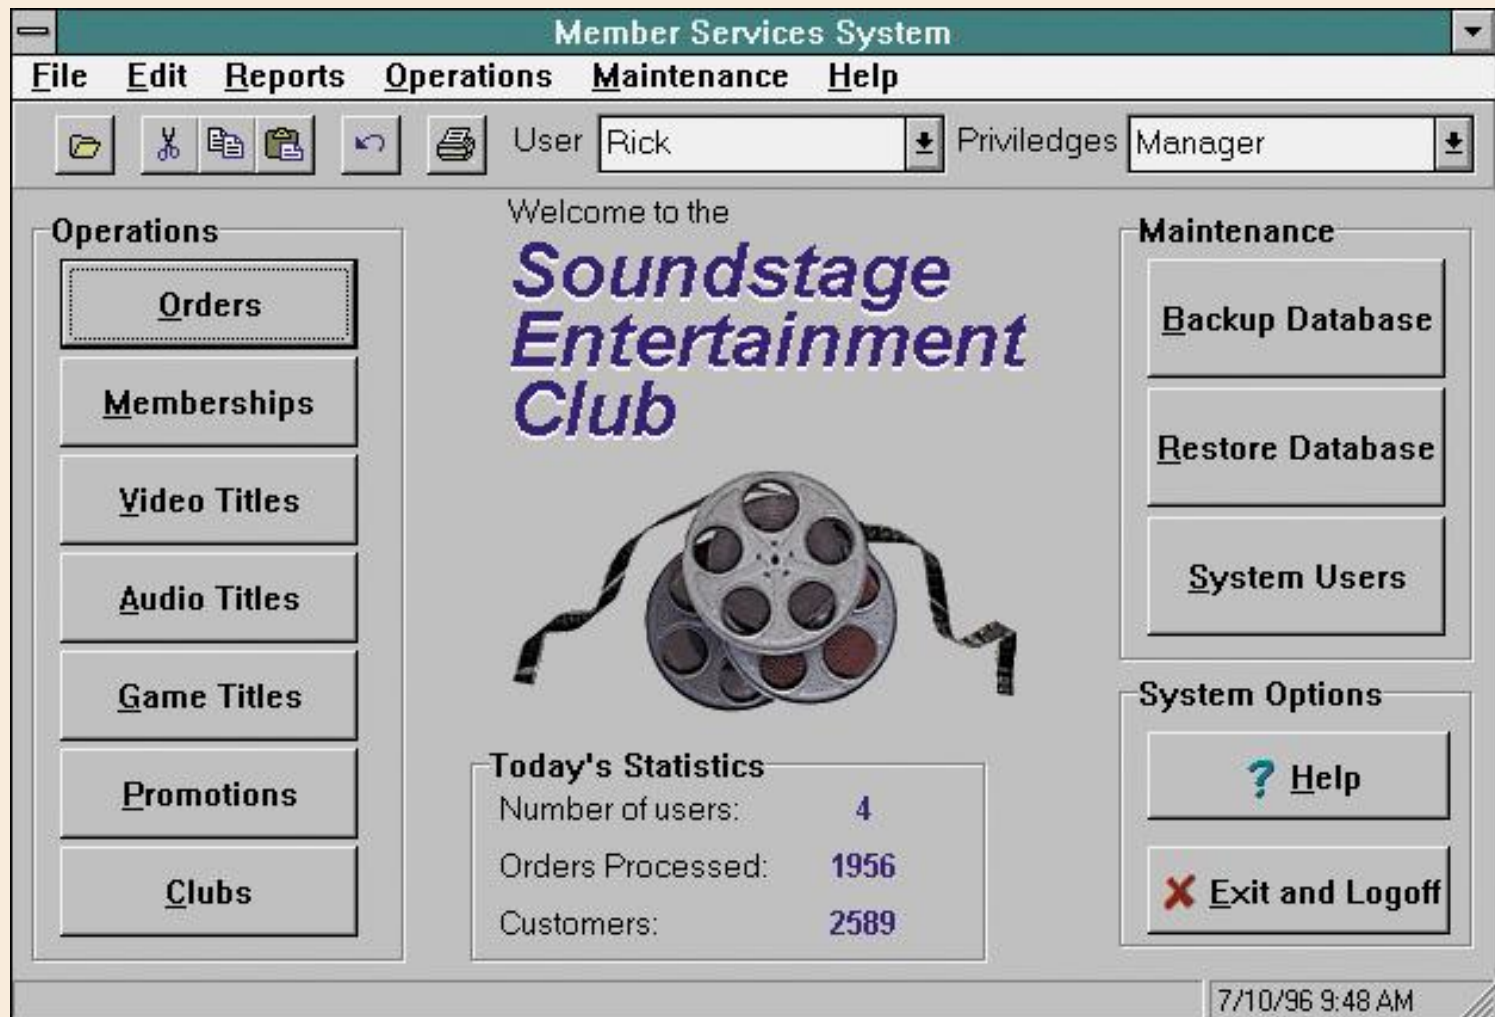 Member Services System
File Edit Reports Operations Maintenance Help
User Rick Priviledges Manager
Operations
Orders
Memberships
Video Titles
Audio Titles
Game Titles
Promotions
Clubs
Welcome to the
Soundstage
Entertainment
Club
Today's Statistics
Number of users: 4
Orders Processed: 1956
Customers: 2589
Maintenance
Backup Database
Restore Database
System Users
System Options
? Help
Exit and Logoff
7/10/96 9:48 AM